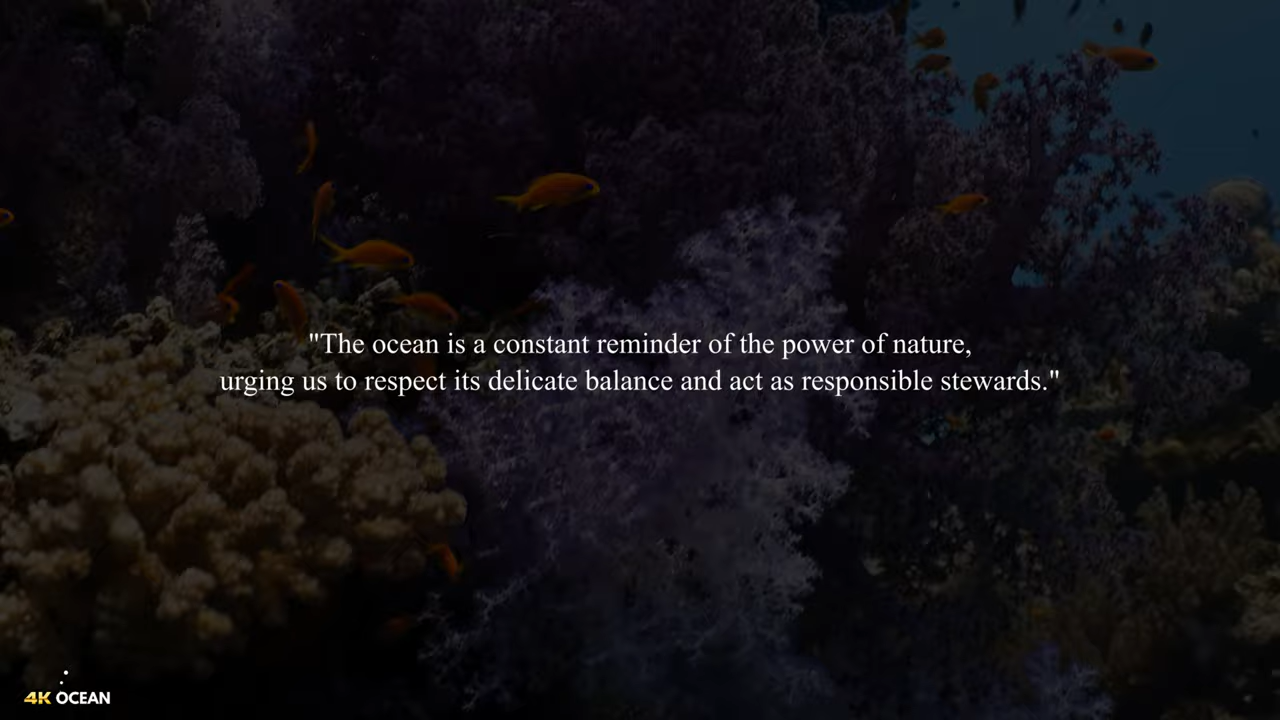 "The ocean is a constant reminder of the power of nature,
urging us to respect its delicate balance and act as responsible stewards."
4K OCEAN